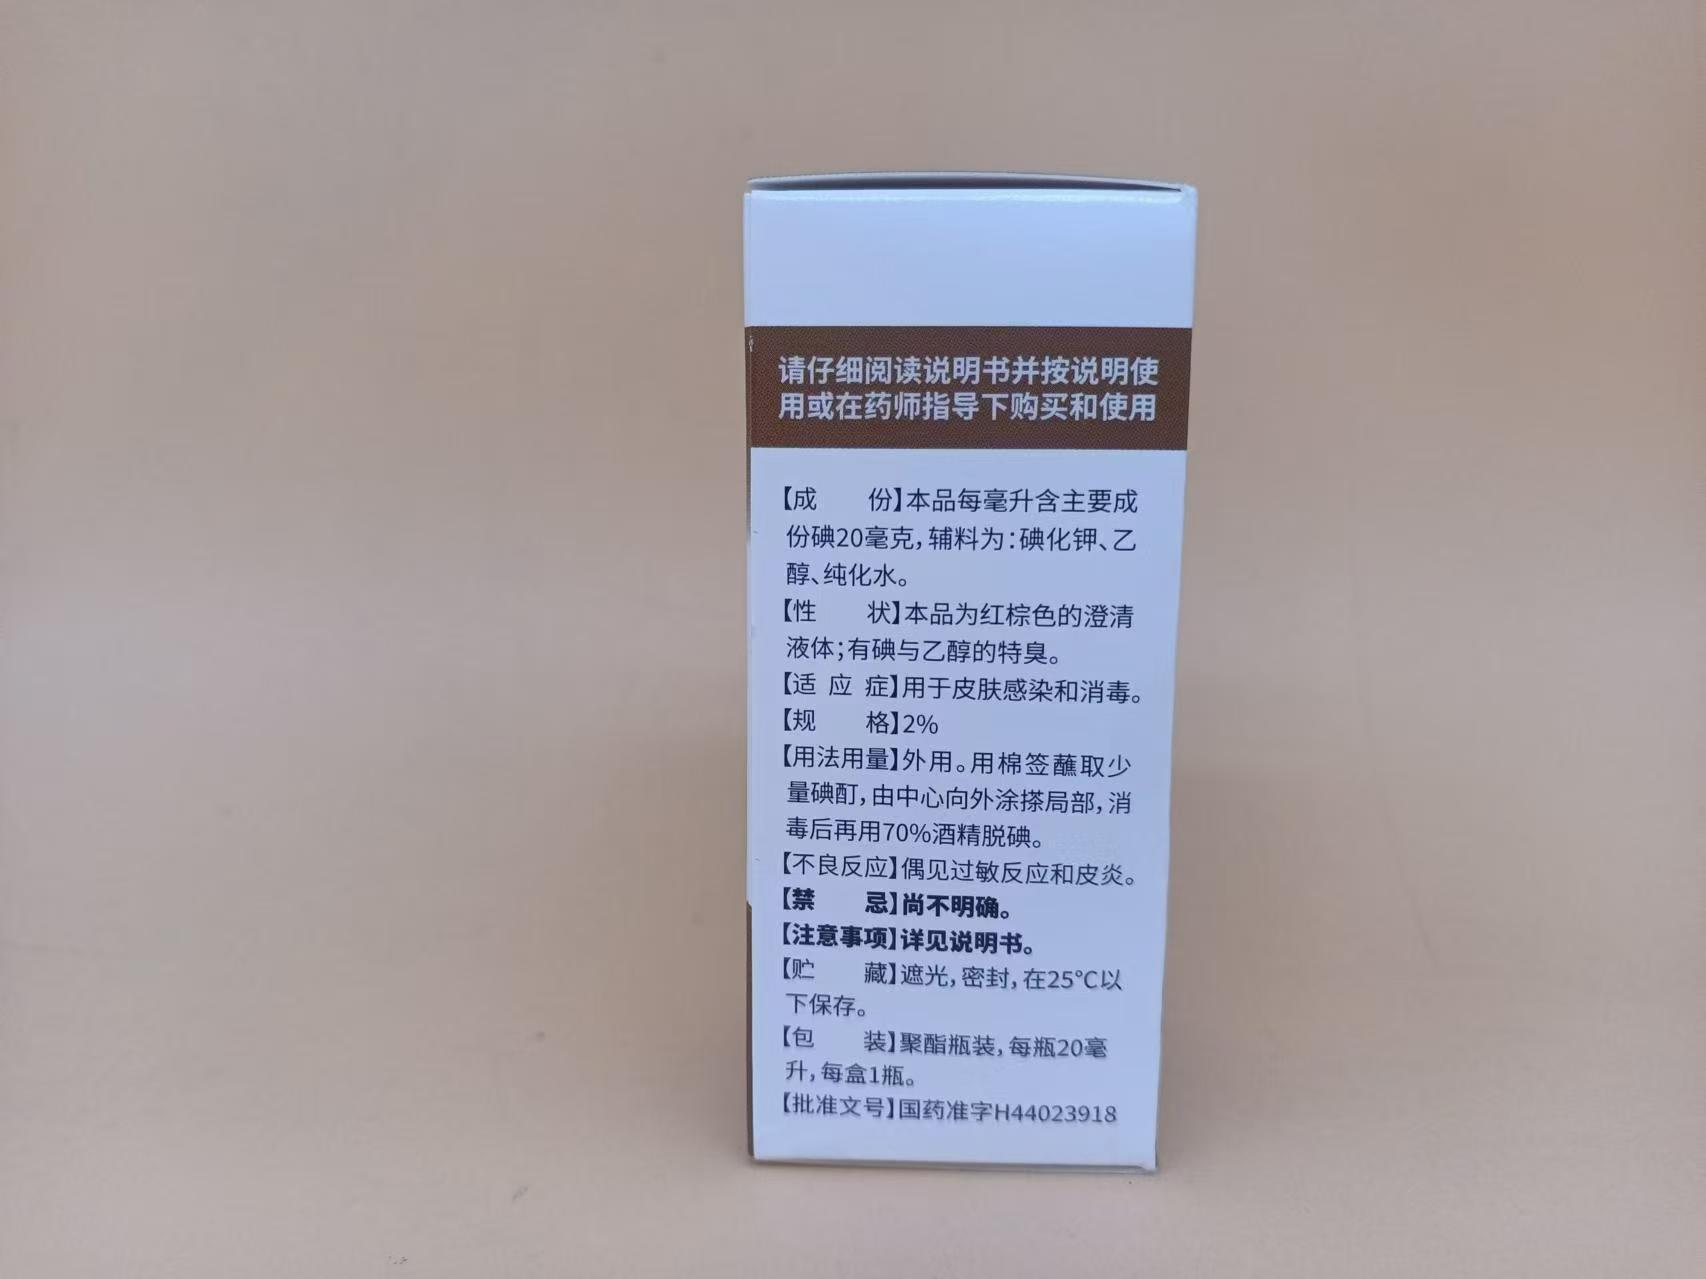 请仔细阅读说明书并按说明使
用或在药师指导下购买和使用
【成 份】本品每毫升含主要成
份碘20毫克，辅料为：碘化钾、乙
醇、纯化水。
【性 状】本品为红棕色的澄清
液体；有碘与乙醇的特臭。
【适 应 症】用于皮肤感染和消毒。
【规 格】2%
【用法用量】外用。用棉签蘸取少
量碘酊，由中心向外涂搽局部，消
毒后再用70%酒精脱碘。
【不良反应】偶见过敏反应和皮炎。
【禁 忌】尚不明确。
【注意事项】详见说明书。
【贮 藏】遮光，密封，在25℃以
下保存。
【包 装】聚酯瓶装，每瓶20毫
升，每盒1瓶。
【批准文号】国药准字H44023918